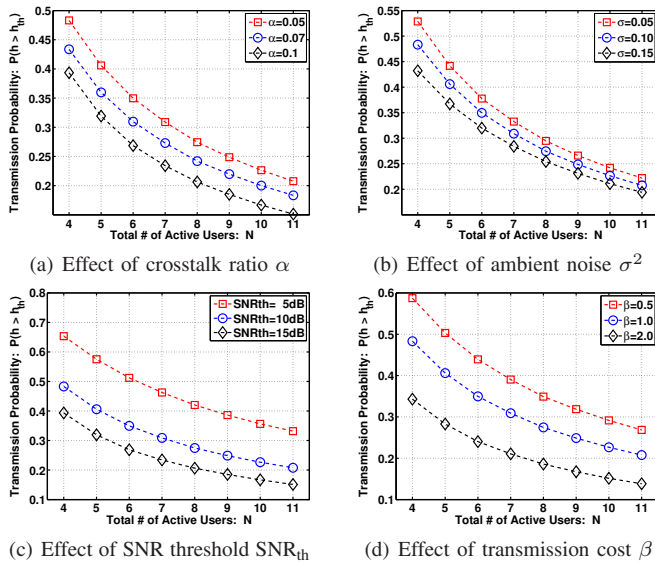 Transmission Probability: P(h > h_th)
0.5
0.45
0.4
0.35
0.3
0.25
0.2
α=0.05
α=0.07
α=0.1
4 5 6 7 8 9 10 11
Total # of Active Users: N
(a) Effect of crosstalk ratio α
Transmission Probability: P(h > h_th)
0.55
0.5
0.45
0.4
0.35
0.3
0.25
0.2
σ=0.05
σ=0.10
σ=0.15
4 5 6 7 8 9 10 11
Total # of Active Users: N
(b) Effect of ambient noise σ²
Transmission Probability: P(h > h_th)
0.8
0.7
0.6
0.5
0.4
0.3
0.2
0.1
SNRth= 5dB
SNRth=10dB
SNRth=15dB
4 5 6 7 8 9 10 11
Total # of Active Users: N
(c) Effect of SNR threshold SNR_th
Transmission Probability: P(h > h_th)
0.6
0.5
0.4
0.3
0.2
0.1
β=0.5
β=1.0
β=2.0
4 5 6 7 8 9 10 11
Total # of Active Users: N
(d) Effect of transmission cost β